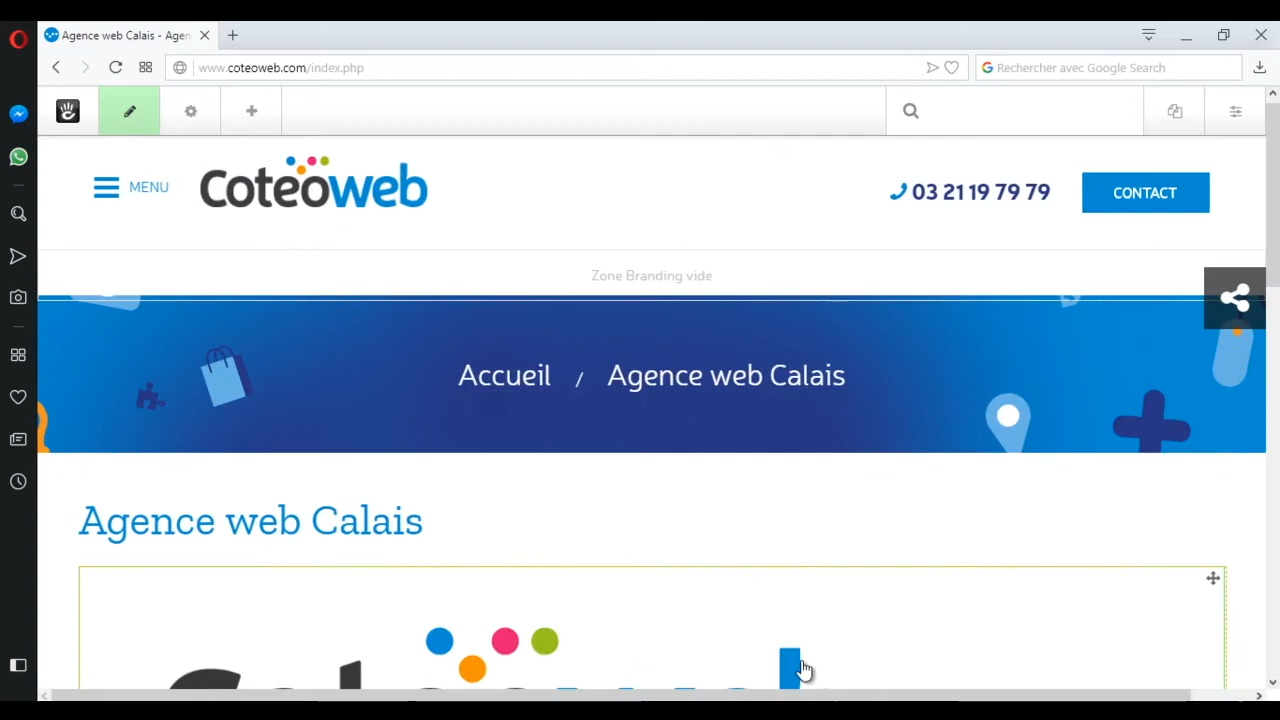 Agence web Calais - Agen
www.coteoweb.com/index.php
Rechercher avec Google Search
MENU
Coteoweb
03 21 19 79 79
CONTACT
Zone Branding vide
Accueil / Agence web Calais
Agence web Calais